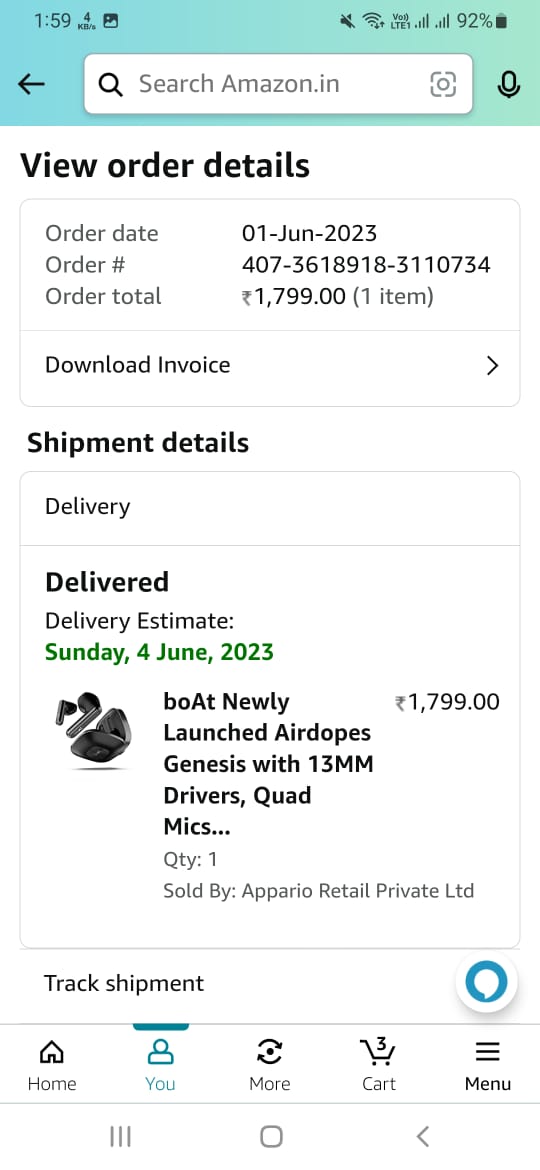 1:59 4 KB/s Vo)) LTE1 92%
Search Amazon.in
View order details
Order date 01-Jun-2023
Order # 407-3618918-3110734
Order total ₹1,799.00 (1 item)
Download Invoice
Shipment details
Delivery
Delivered
Delivery Estimate:
Sunday, 4 June, 2023
boAt Newly ₹1,799.00
Launched Airdopes
Genesis with 13MM
Drivers, Quad
Mics...
Qty: 1
Sold By: Appario Retail Private Ltd
Track shipment
3
Home You More Cart Menu